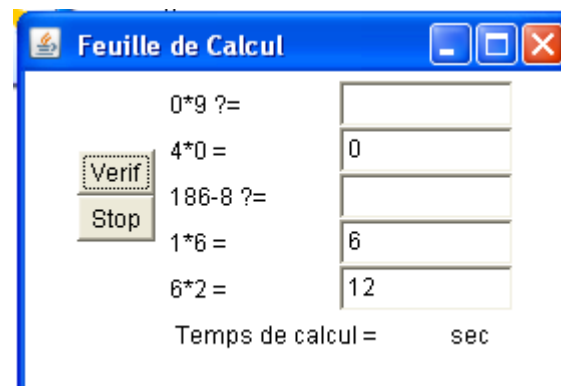 Feuille de Calcul
0*9 ?=
4*0 = 0
Verif
186-8 ?=
Stop
1*6 = 6
6*2 = 12
Temps de calcul = sec